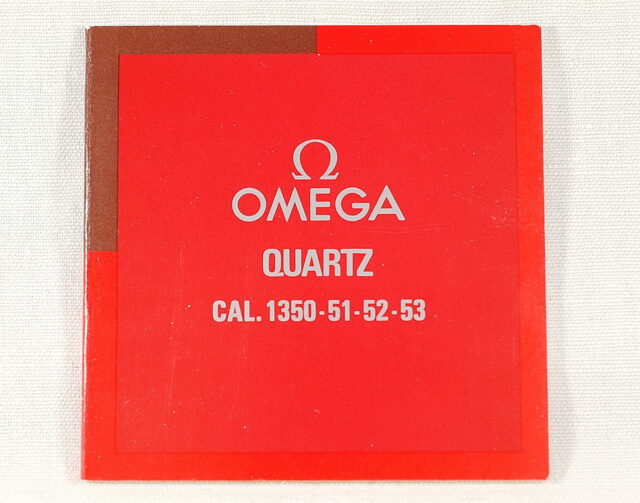 Ω
OMEGA
QUARTZ
CAL. 1350-51-52-53